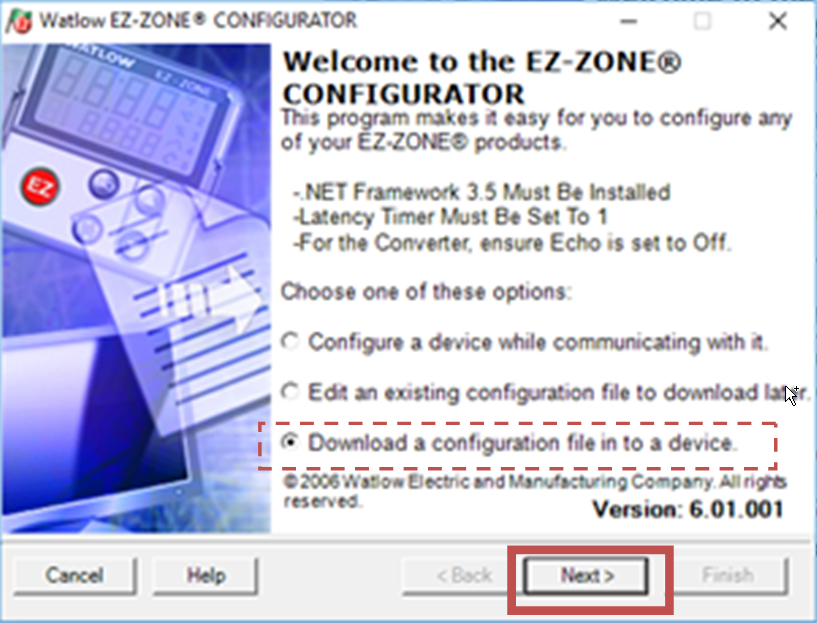 Watlow EZ-ZONE® CONFIGURATOR
WATLOW
EZ-ZONE
EZ
Welcome to the EZ-ZONE®
CONFIGURATOR
This program makes it easy for you to configure any
of your EZ-ZONE® products.
-.NET Framework 3.5 Must Be Installed
-Latency Timer Must Be Set To 1
-For the Converter, ensure Echo is set to Off.
Choose one of these options:
Configure a device while communicating with it.
Edit an existing configuration file to download later.
Download a configuration file in to a device.
©2006 Watlow Electric and Manufacturing Company. All rights
reserved.
Version: 6.01.001
Cancel
Help
< Back
Next >
Finish